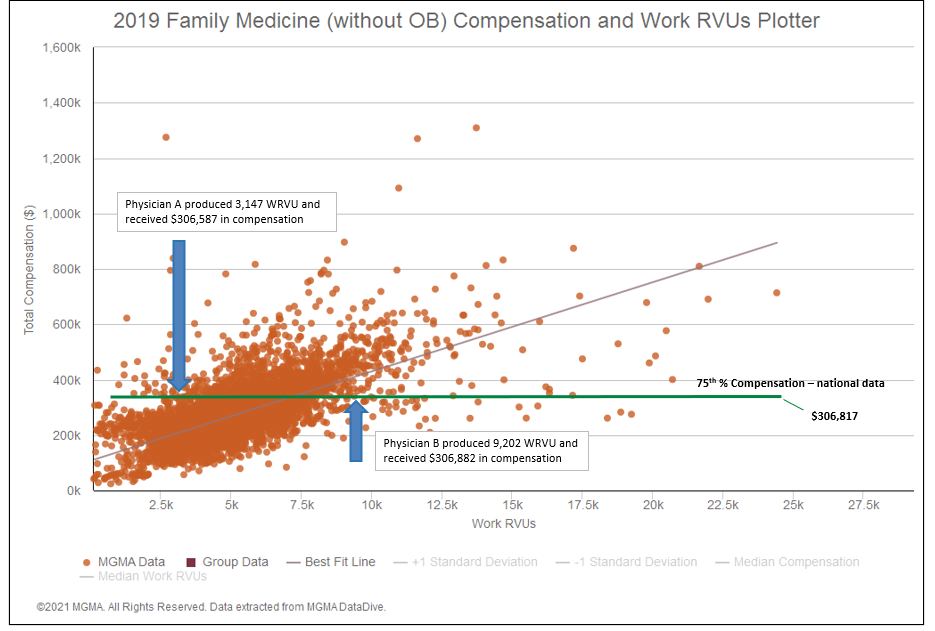 2019 Family Medicine (without OB) Compensation and Work RVUs Plotter
1,600k
1,400k
1,200k
1,000k
800k
600k
400k
200k
0k
Total Compensation ($)
Physician A produced 3,147 WRVU and
received $306,587 in compensation
75th % Compensation – national data
$306,817
Physician B produced 9,202 WRVU and
received $306,882 in compensation
2.5k 5k 7.5k 10k 12.5k 15k 17.5k 20k 22.5k 25k 27.5k
Work RVUs
MGMA Data Group Data Best Fit Line +1 Standard Deviation -1 Standard Deviation Median Compensation
Median Work RVUs
©2021 MGMA. All Rights Reserved. Data extracted from MGMA DataDive.